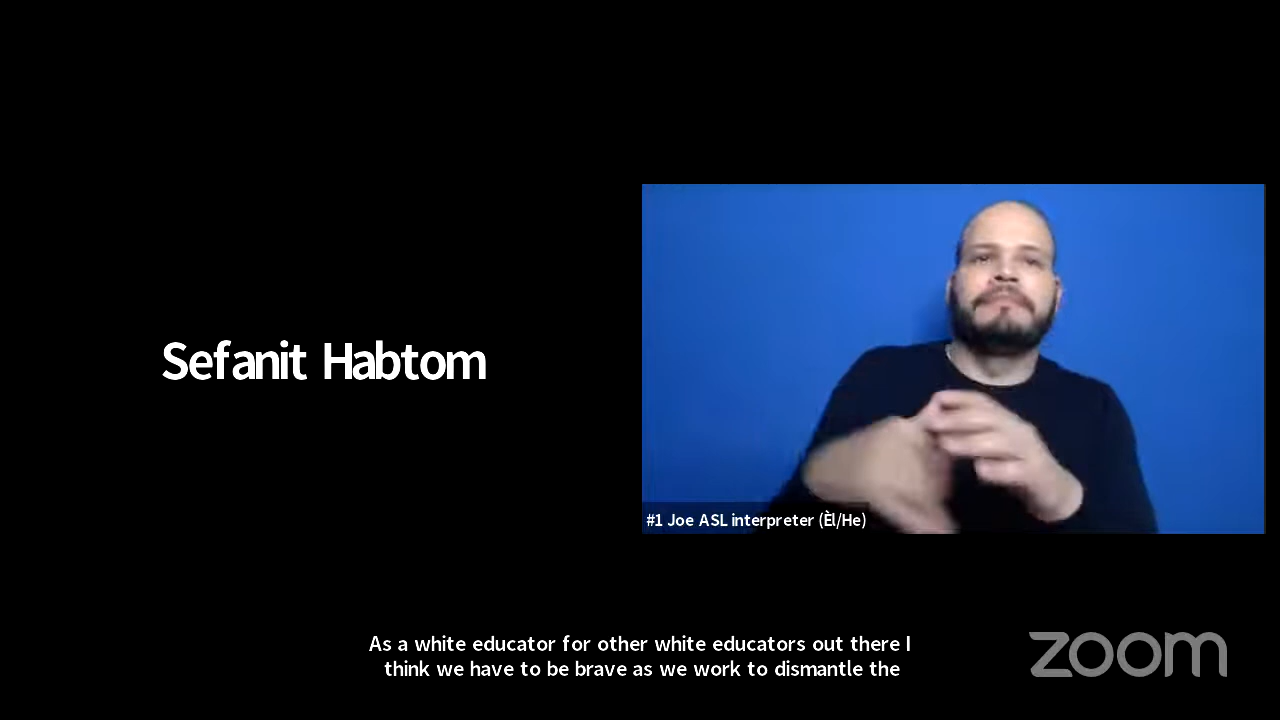 Sefanit Habtom
#1 Joe ASL interpreter (Èl/He)
As a white educator for other white educators out there I
think we have to be brave as we work to dismantle the
zoom